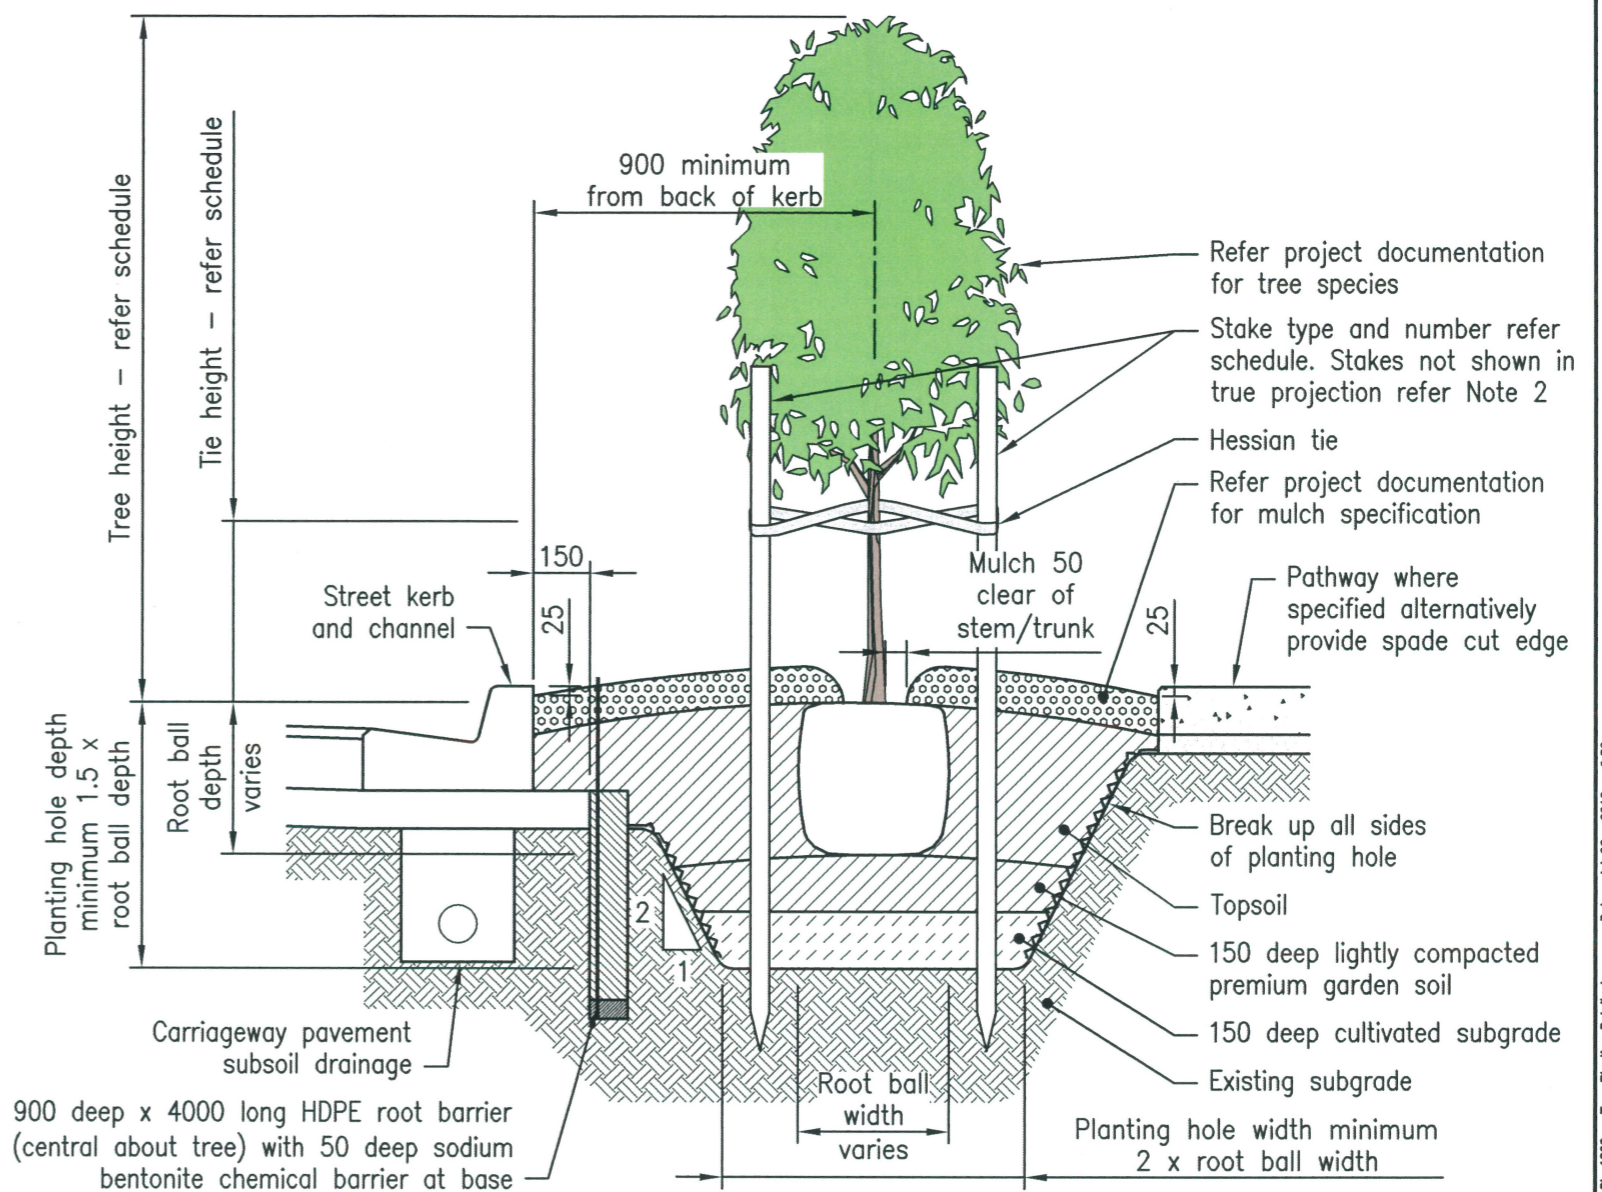 Tree height – refer schedule
Tie height – refer schedule
900 minimum
from back of kerb
Refer project documentation
for tree species
Stake type and number refer
schedule. Stakes not shown in
true projection refer Note 2
Hessian tie
Refer project documentation
for mulch specification
150
25
Mulch 50
clear of
stem/trunk
25
Pathway where
specified alternatively
provide spade cut edge
Street kerb
and channel
Planting hole depth
minimum 1.5 x
root ball depth
Root ball
depth
varies
Break up all sides
of planting hole
Topsoil
2
1
150 deep lightly compacted
premium garden soil
150 deep cultivated subgrade
Existing subgrade
Carriageway pavement
subsoil drainage
900 deep x 4000 long HDPE root barrier
(central about tree) with 50 deep sodium
bentonite chemical barrier at base
Root ball
width
varies
Planting hole width minimum
2 x root ball width